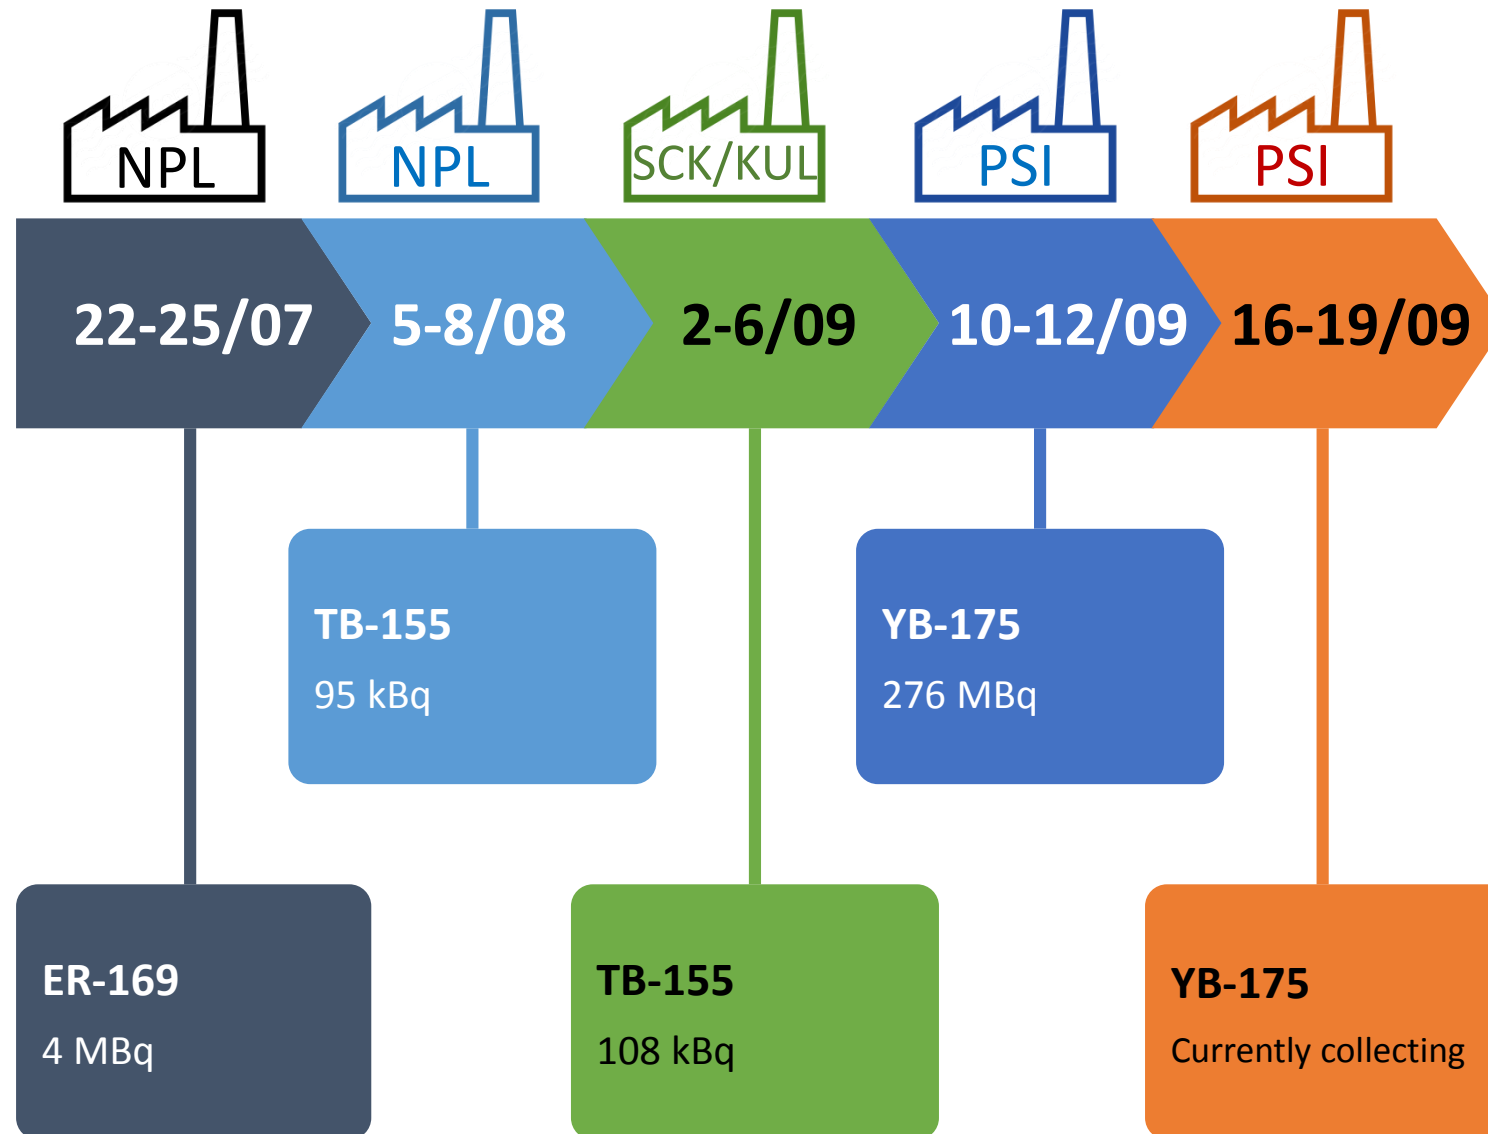 NPL
NPL
SCK/KUL
PSI
PSI
22-25/07
5-8/08
2-6/09
10-12/09
16-19/09
TB-155
95 kBq
YB-175
276 MBq
ER-169
4 MBq
TB-155
108 kBq
YB-175
Currently collecting